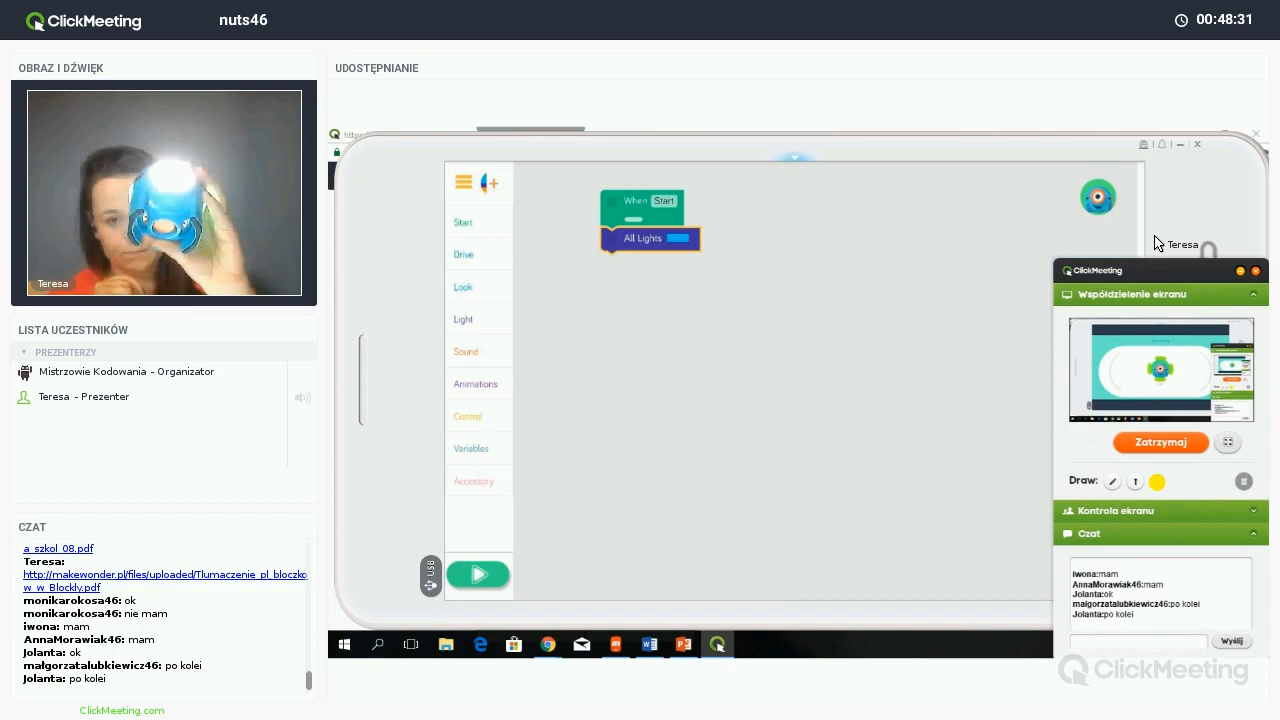 ClickMeeting
nuts46
00:48:31
OBRAZ I DŹWIĘK
Teresa
LISTA UCZESTNIKÓW
PREZENTERZY
Mistrzowie Kodowania - Organizator
Teresa - Prezenter
CZAT
a_szkol_08.pdf
Teresa:
http://makewonder.pl/files/uploaded/Tlumaczenie_pl_bloczko
w_w_Blockly.pdf
monikarokosa46: ok
monikarokosa46: nie mam
iwona: mam
AnnaMorawiak46: mam
Jolanta: ok
małgorzatalubkiewicz46: po kolei
Jolanta: po kolei
ClickMeeting.com
UDOSTĘPNIANIE
Start
Drive
Look
Light
Sound
Animations
Control
Variables
Accessory
When Start
All Lights
USB
Teresa
ClickMeeting
Współdzielenie ekranu
Zatrzymaj
Draw:
Kontrola ekranu
Czat
iwona:mam
AnnaMorawiak46:mam
Jolanta:ok
małgorzatalubkiewicz46:po kolei
Jolanta:po kolei
Wyślij
ClickMeeting